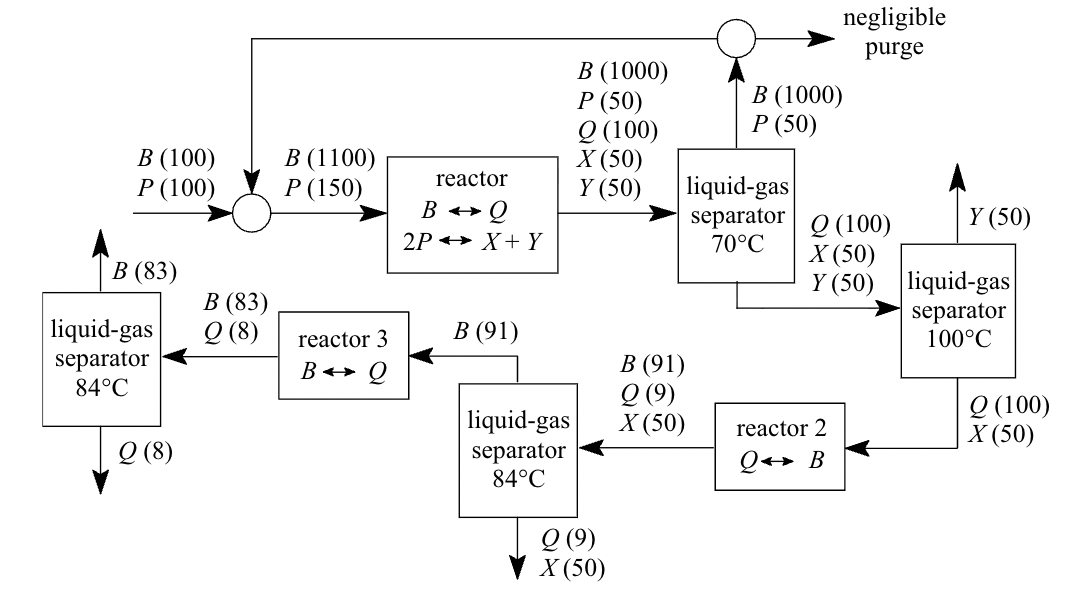 negligible
purge
B (1000)
P (50)
Q (100)
X (50)
Y (50)
B (1000)
P (50)
B (100)
P (100)
B (1100)
P (150)
reactor
B ↔ Q
2P ↔ X + Y
liquid-gas
separator
70°C
Q (100)
X (50)
Y (50)
Y (50)
liquid-gas
separator
100°C
B (83)
liquid-gas
separator
84°C
Q (8)
B (83)
Q (8)
reactor 3
B ↔ Q
B (91)
liquid-gas
separator
84°C
B (91)
Q (9)
X (50)
reactor 2
Q ↔ B
Q (100)
X (50)
Q (9)
X (50)